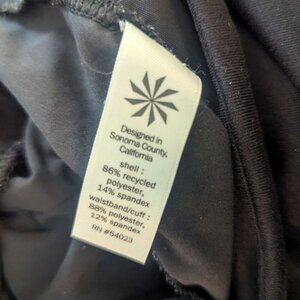 Designed in
Sonoma County,
California
shell :
86% recycled
polyester,
14% spandex
waistband/cuff :
88% polyester,
12% spandex
RN #54023